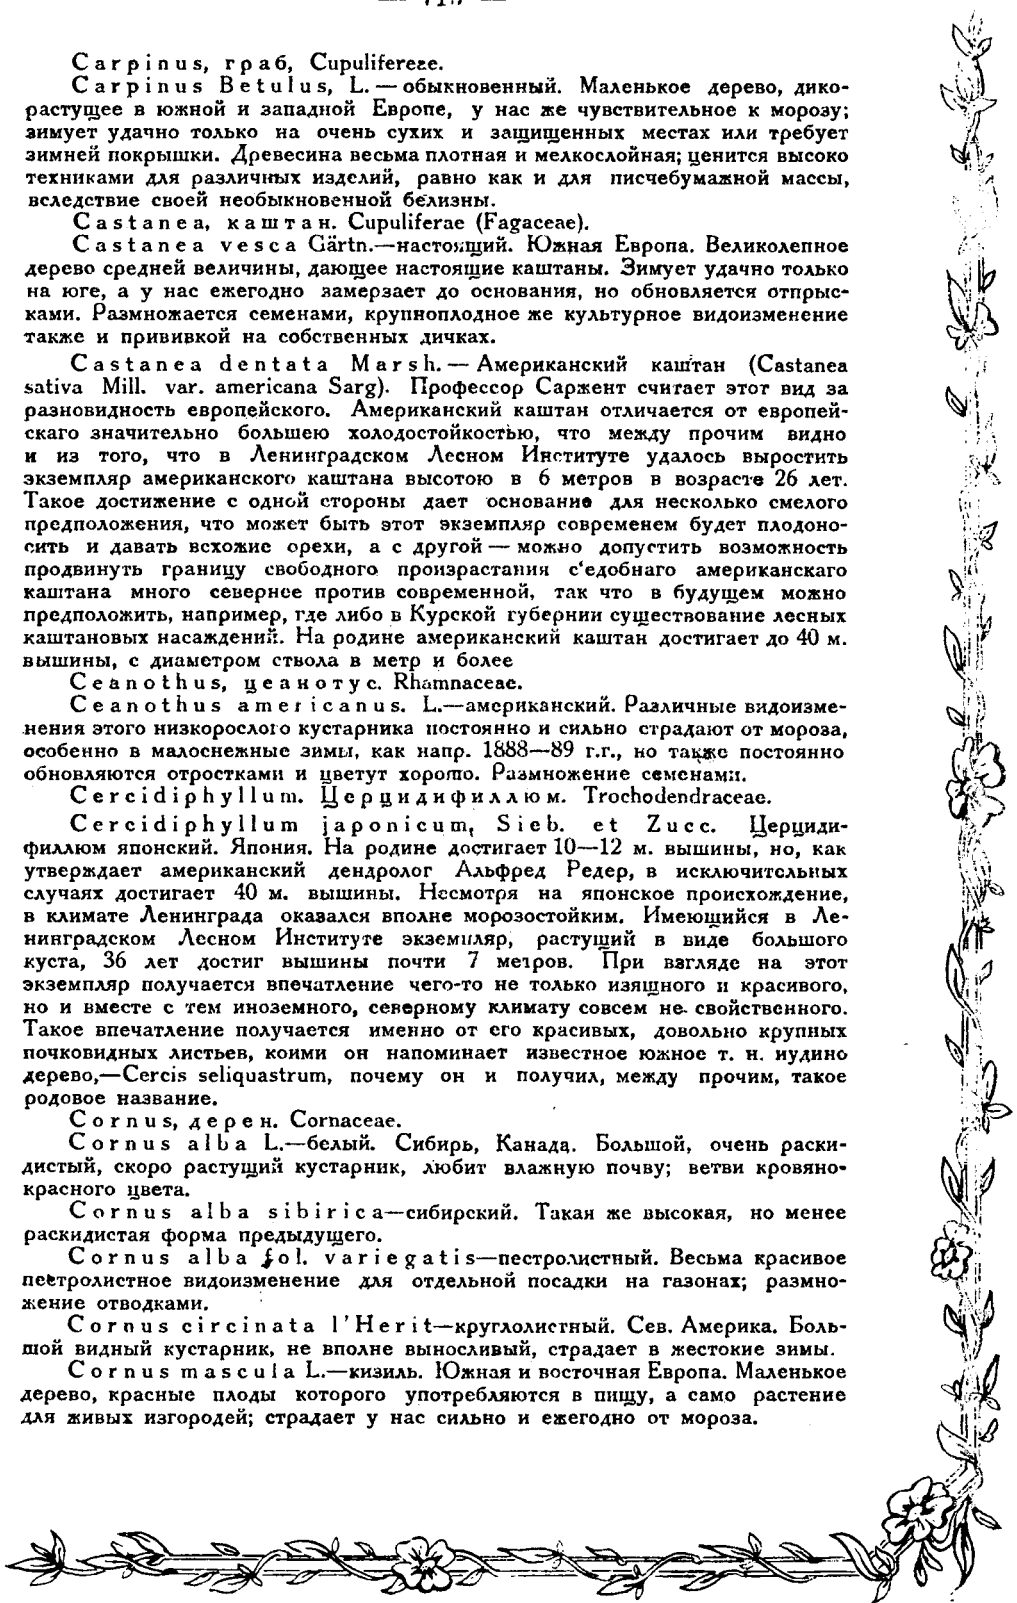 Carpinus, граб, Cupulifereæe.
Carpinus Betulus, L. — обыкновенный. Маленькое дерево, дико-
растущее в южной и западной Европе, у нас же чувствительное к морозу;
зимует удачно только на очень сухих и защищенных местах или требует
зимней покрышки. Древесина весьма плотная и мелкослойная; ценится высоко
техниками для различных изделий, равно как и для писчебумажной массы,
вследствие своей необыкновенной белизны.
Castanea, каштан. Cupuliferae (Fagaceae).
Castanea vesca Gärtn.—настоящий. Южная Европа. Великолепное
дерево средней величины, дающее настоящие каштаны. Зимует удачно только
на юге, а у нас ежегодно замерзает до основания, но обновляется отпрыс-
ками. Размножается семенами, крупноплодное же культурное видоизменение
также и прививкой на собственных дичках.
Castanea dentata Marsh. — Американский каштан (Castanea
sativa Mill. var. americana Sarg). Профессор Саржент считает этот вид за
разновидность европейского. Американский каштан отличается от европей-
скаго значительно большею холодостойкостью, что между прочим видно
и из того, что в Ленинградском Лесном Институте удалось выростить
экземпляр американского каштана высотою в 6 метров в возрасте 26 лет.
Такое достижение с одной стороны дает основание для несколько смелого
предположения, что может быть этот экземпляр современем будет плодоно-
сить и давать всхожие орехи, а с другой — можно допустить возможность
продвинуть границу свободного произрастания с‘едобнаго американскаго
каштана много севернее против современной, так что в будущем можно
предположить, например, где либо в Курской губернии существование лесных
каштановых насаждений. На родине американский каштан достигает до 40 м.
вышины, с диаметром ствола в метр и более
Ceanothus, цеанотус. Rhamnaceae.
Ceanothus americanus. L.—американский. Различные видоизме-
нения этого низкорослого кустарника постоянно и сильно страдают от мороза,
особенно в малоснежные зимы, как напр. 1888—89 г.г., но также постоянно
обновляются отростками и цветут хорошо. Размножение семенами.
Cercidiphyllum. Церцидифиллюм. Trochodendraceae.
Cercidiphyllum japonicum, Sieb. et Zucc. Церциди-
филлюм японский. Япония. На родине достигает 10—12 м. вышины, но, как
утверждает американский дендролог Альфред Редер, в исключительных
случаях достигает 40 м. вышины. Несмотря на японское происхождение,
в климате Ленинграда оказался вполне морозостойким. Имеющийся в Ле-
нинградском Лесном Институте экземпляр, растущий в виде большого
куста, 36 лет достиг вышины почти 7 метров. При взгляде на этот
экземпляр получается впечатление чего-то не только изящного и красивого,
но и вместе с тем иноземного, северному климату совсем не- свойственного.
Такое впечатление получается именно от его красивых, довольно крупных
почковидных листьев, коими он напоминает известное южное т. н. иудино
дерево,—Cercis seliquastrum, почему он и получил, между прочим, такое
родовое название.
Cornus, дерен. Cornaceae.
Cornus alba L.—белый. Сибирь, Канада. Большой, очень раски-
дистый, скоро растущий кустарник, любит влажную почву; ветви кровяно-
красного цвета.
Cornus alba sibirica—сибирский. Такая же высокая, но менее
раскидистая форма предыдущего.
Cornus alba fol. variegatis—пестролистный. Весьма красивое
пестролистное видоизменение для отдельной посадки на газонах; размно-
жение отводками.
Cornus circinata l'Herit—круглолистный. Сев. Америка. Боль-
шой видный кустарник, не вполне выносливый, страдает в жестокие зимы.
Cornus mascula L.—кизиль. Южная и восточная Европа. Маленькое
дерево, красные плоды которого употребляются в пищу, а само растение
для живых изгородей; страдает у нас сильно и ежегодно от мороза.